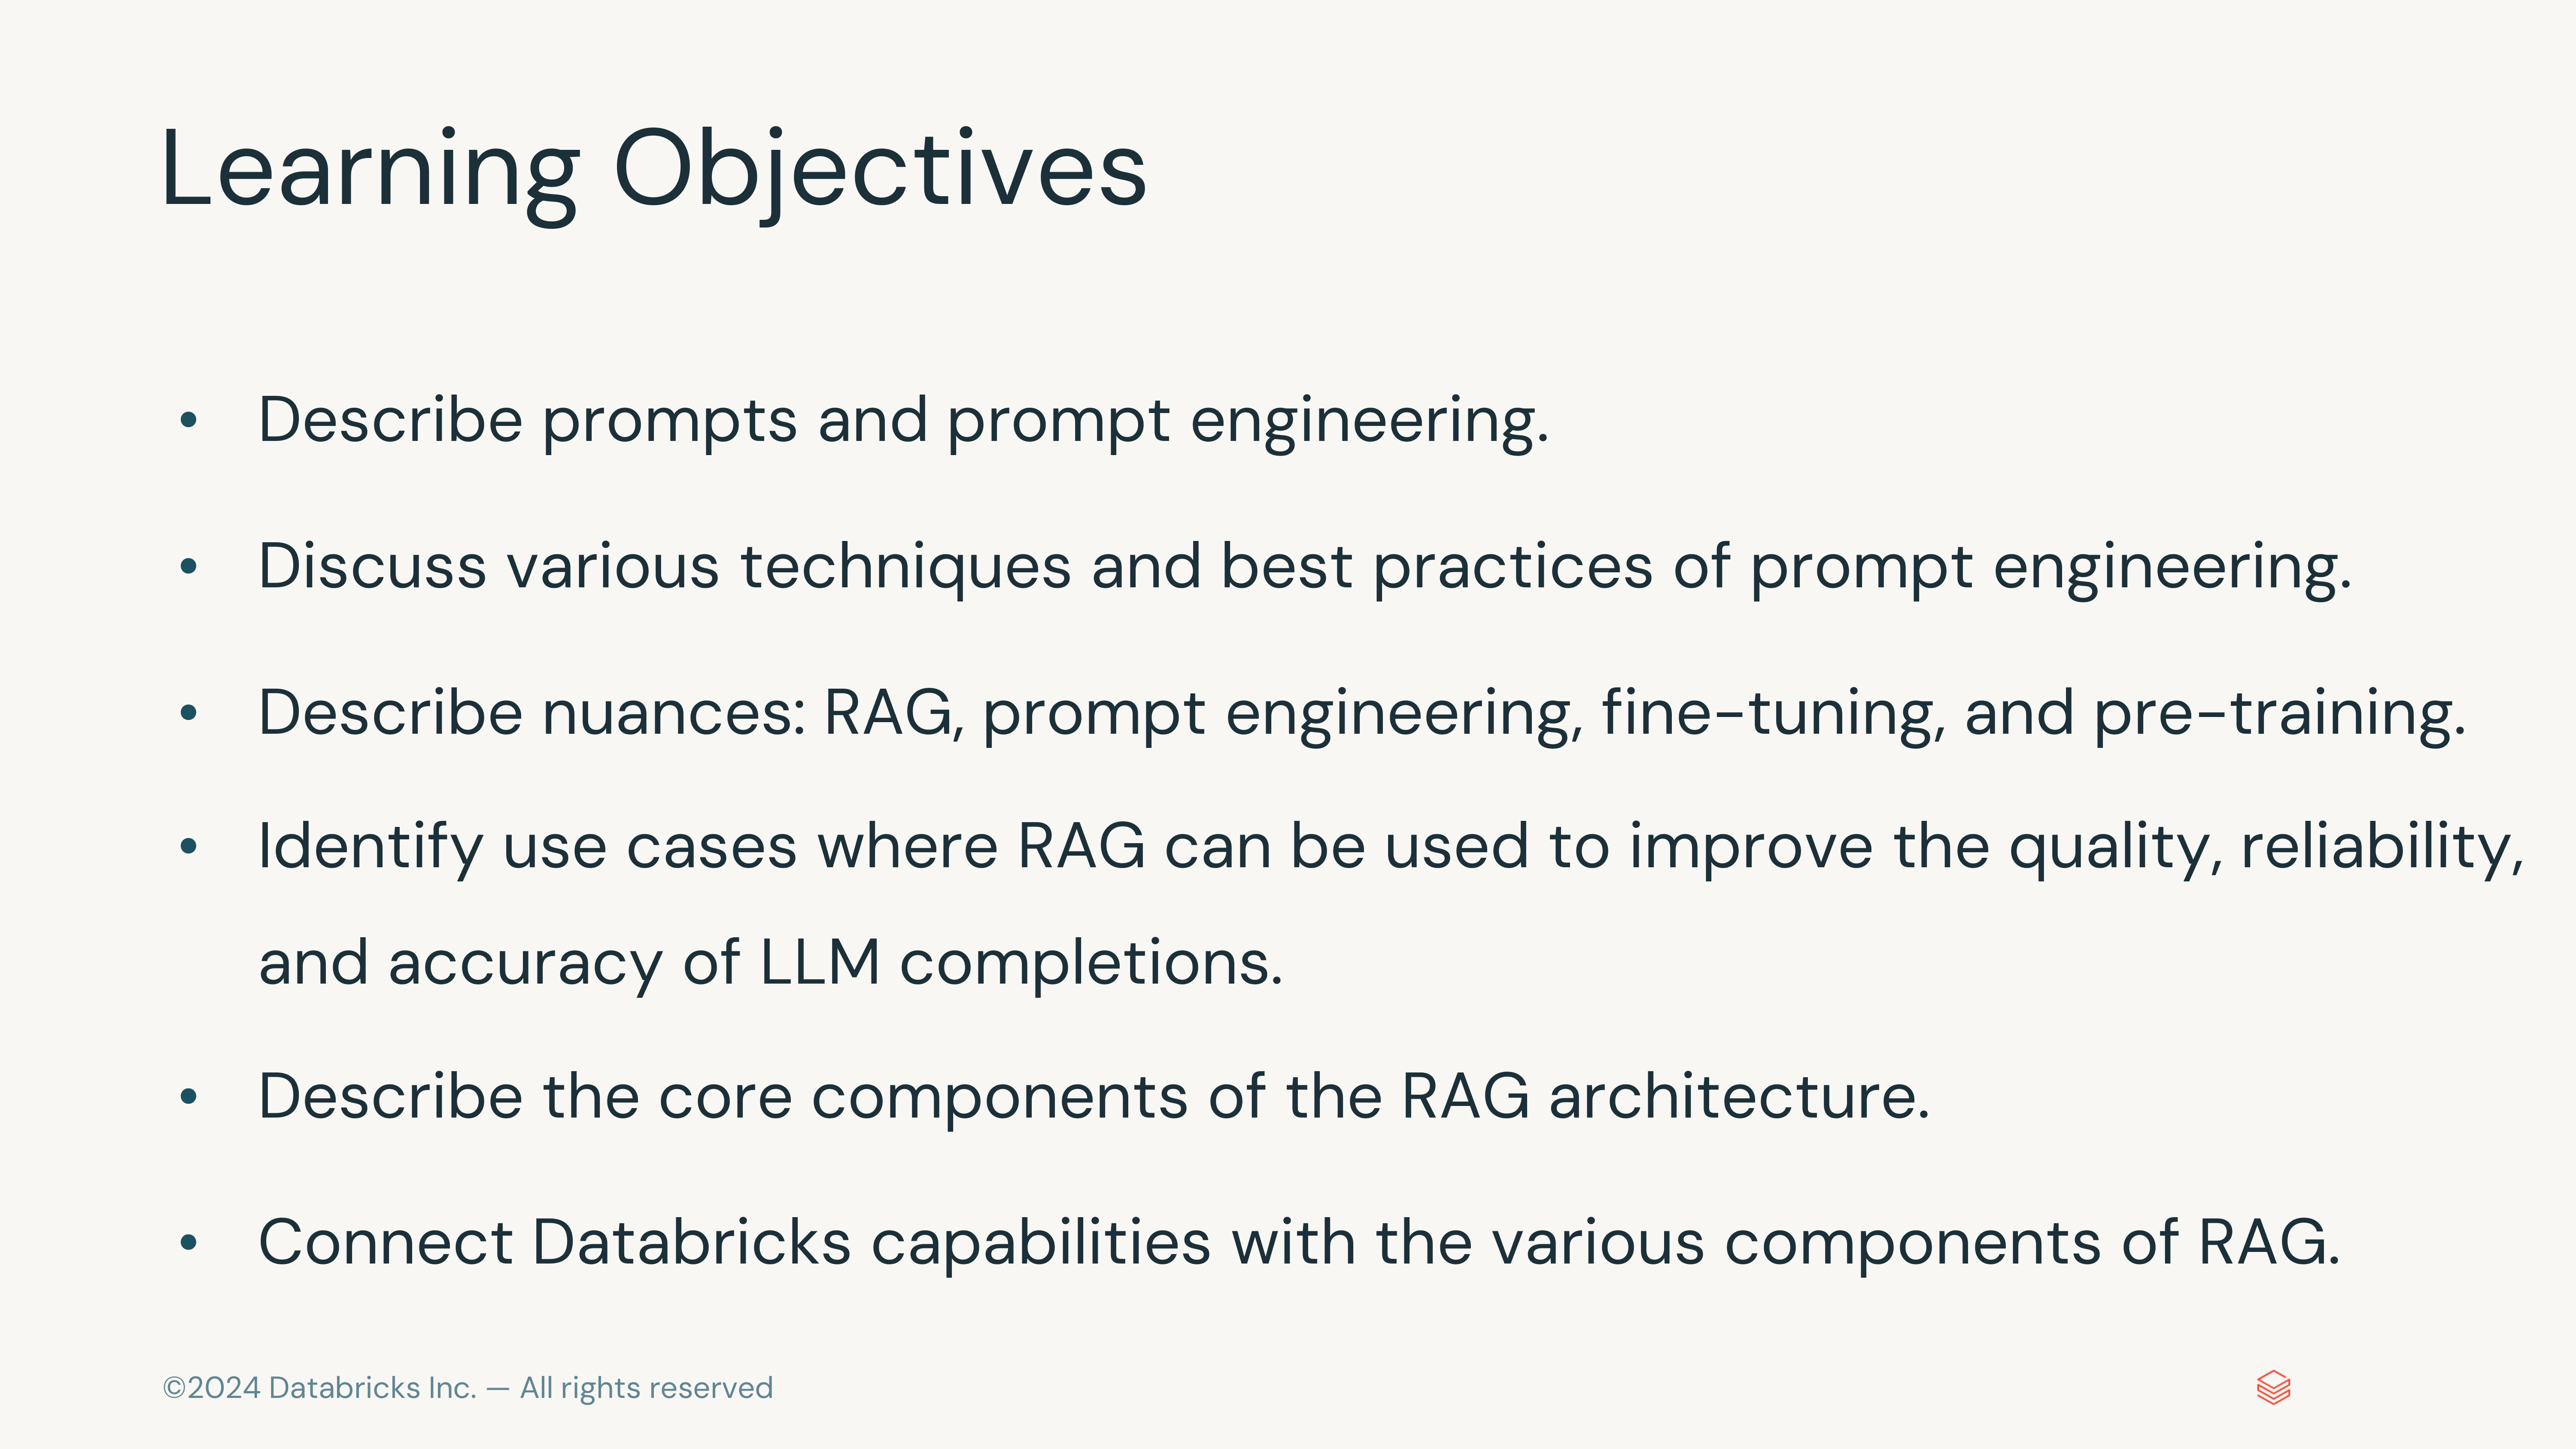 Learning Objectives
• Describe prompts and prompt engineering.
• Discuss various techniques and best practices of prompt engineering.
• Describe nuances: RAG, prompt engineering, fine-tuning, and pre-training.
• Identify use cases where RAG can be used to improve the quality, reliability,
and accuracy of LLM completions.
• Describe the core components of the RAG architecture.
• Connect Databricks capabilities with the various components of RAG.
©2024 Databricks Inc. — All rights reserved